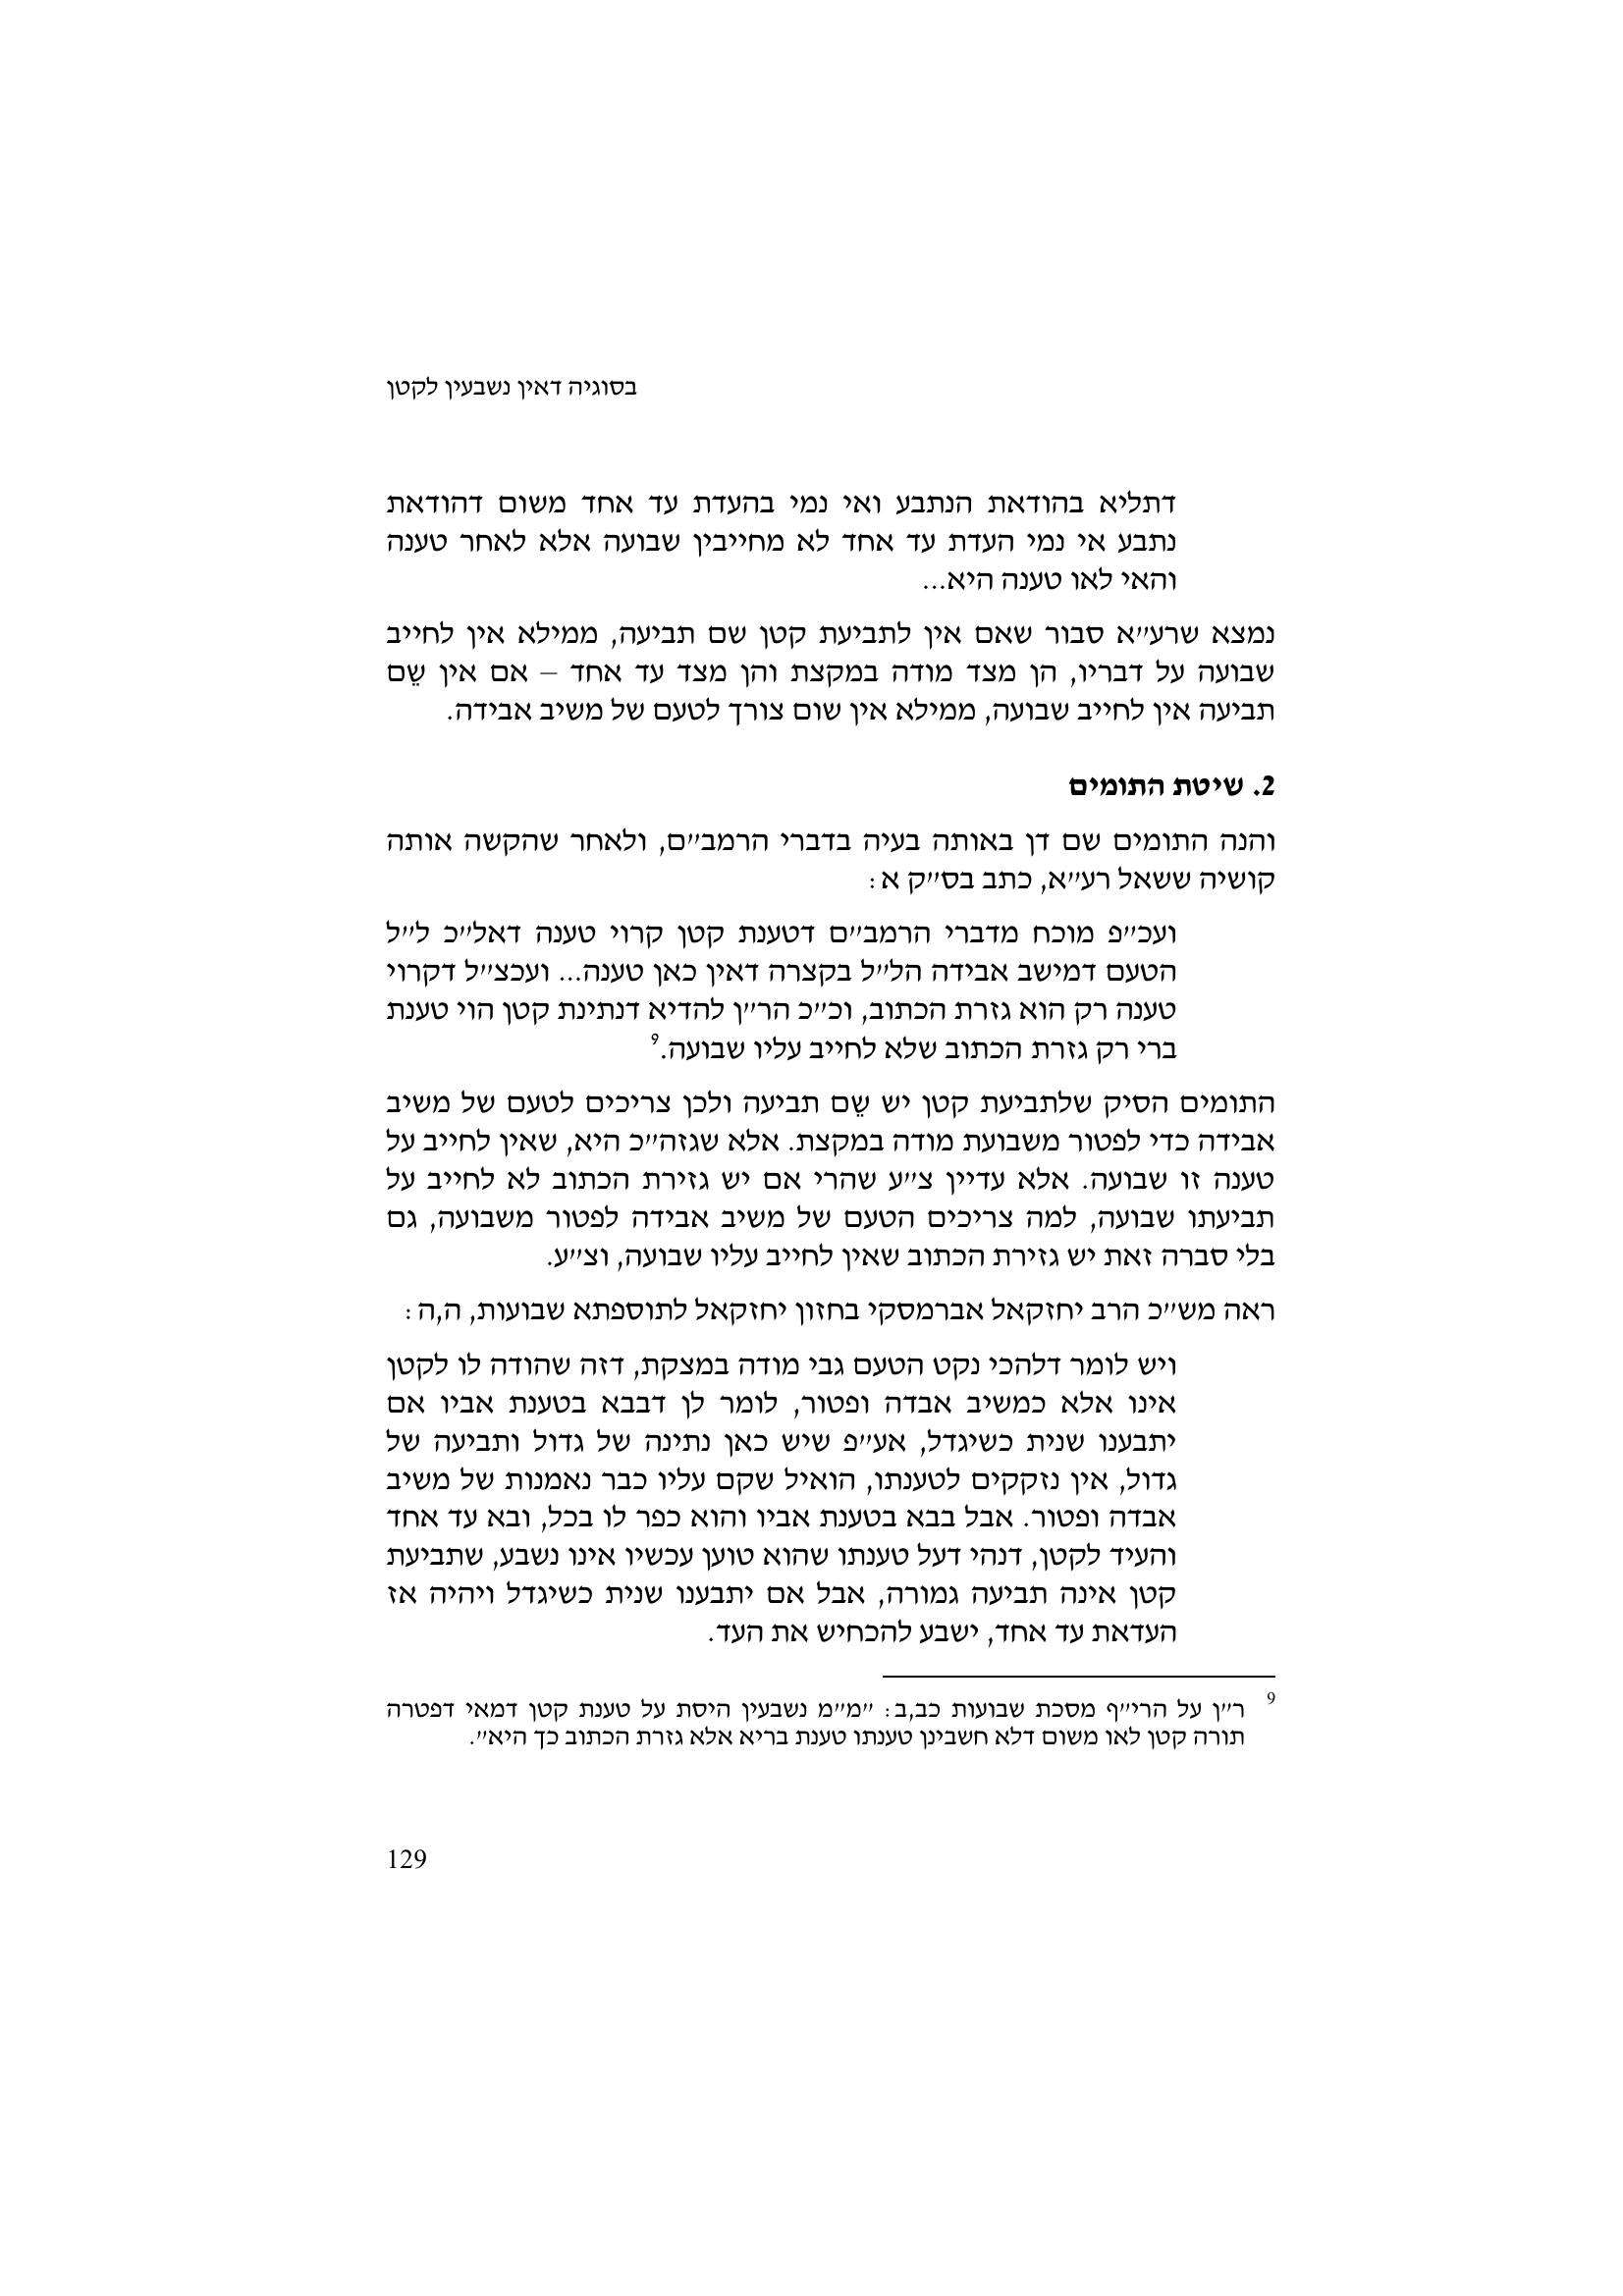 בסוגיה דאין נשבעין לקטן
דתליא בהודאת הנתבע ואי נמי בהעדת עד אחד משום דהודאת
נתבע אי נמי העדת עד אחד לא מחייבין שבועה אלא לאחר טענה
והאי לאו טענה היא...
נמצא שרע״א סבור שאם אין לתביעת קטן שם תביעה, ממילא אין לחייב
שבועה על דבריו, הן מצד מודה במקצת והן מצד עד אחד – אם אין שֵם
תביעה אין לחייב שבועה, ממילא אין שום צורך לטעם של משיב אבידה.
2. שיטת התומים
והנה התומים שם דן באותה בעיה בדברי הרמב״ם, ולאחר שהקשה אותה
קושיה ששאל רע״א, כתב בס״ק א:
ועכ״פ מוכח מדברי הרמב״ם דטענת קטן קרוי טענה דאל״כ ל״ל
הטעם דמישב אבידה הל״ל בקצרה דאין כאן טענה... ועכצ״ל דקרוי
טענה רק הוא גזרת הכתוב, וכ״כ הר״ן להדיא דנתינת קטן הוי טענת
ברי רק גזרת הכתוב שלא לחייב עליו שבועה.9
התומים הסיק שלתביעת קטן יש שֵם תביעה ולכן צריכים לטעם של משיב
אבידה כדי לפטור משבועת מודה במקצת. אלא שגזה״כ היא, שאין לחייב על
טענה זו שבועה. אלא עדיין צ״ע שהרי אם יש גזירת הכתוב לא לחייב על
תביעתו שבועה, למה צריכים הטעם של משיב אבידה לפטור משבועה, גם
בלי סברה זאת יש גזירת הכתוב שאין לחייב עליו שבועה, וצ״ע.
ראה מש״כ הרב יחזקאל אברמסקי בחזון יחזקאל לתוספתא שבועות, ה,ה:
ויש לומר דלהכי נקט הטעם גבי מודה במצקת, דזה שהודה לו לקטן
אינו אלא כמשיב אבדה ופטור, לומר לן דבבא בטענת אביו אם
יתבענו שנית כשיגדל, אע״פ שיש כאן נתינה של גדול ותביעה של
גדול, אין נזקקים לטענתו, הואיל שקם עליו כבר נאמנות של משיב
אבדה ופטור. אבל בבא בטענת אביו והוא כפר לו בכל, ובא עד אחד
והעיד לקטן, דנהי דעל טענתו שהוא טוען עכשיו אינו נשבע, שתביעת
קטן אינה תביעה גמורה, אבל אם יתבענו שנית כשיגדל ויהיה אז
העדאת עד אחד, ישבע להכחיש את העד.
9 ר״ן על הרי״ף מסכת שבועות כב,ב: ״מ״מ נשבעין היסת על טענת קטן דמאי דפטרה
תורה קטן לאו משום דלא חשבינן טענתו טענת בריא אלא גזרת הכתוב כך היא״.
129